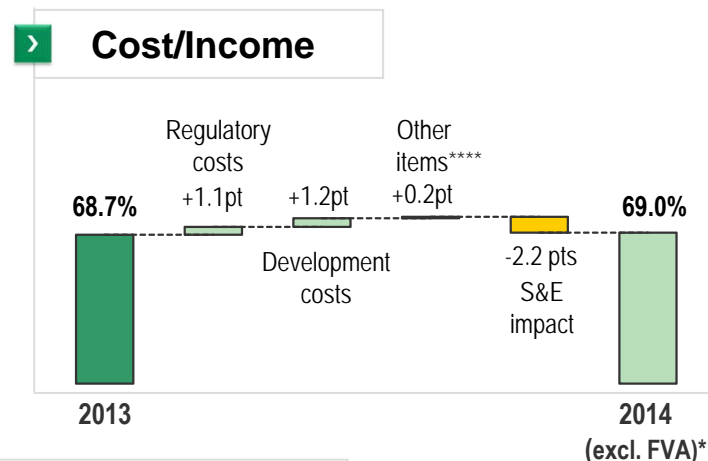 Cost/Income
Regulatory
costs
+1.1pt
Other
items****
+0.2pt
+1.2pt
68.7%
69.0%
Development
costs
-2.2 pts
S&E
impact
2013
2014
(excl. FVA)*